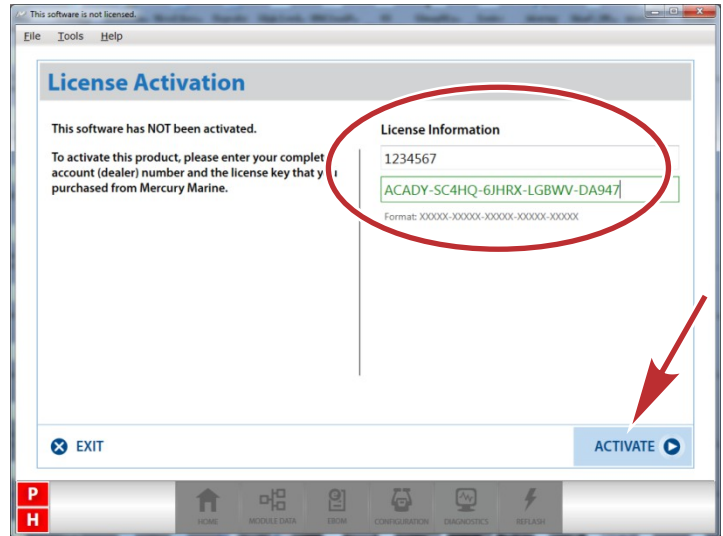 This software is not licensed.
File Tools Help
License Activation
This software has NOT been activated.
To activate this product, please enter your complet
account (dealer) number and the license key that you
purchased from Mercury Marine.
License Information
1234567
ACADY-SC4HQ-6JHRX-LGBWV-DA947
Format: XXXXX-XXXXX-XXXXX-XXXXX-XXXXX
EXIT
ACTIVATE
P
H
HOME MODULE DATA EBOM CONFIGURATION DIAGNOSTICS REFLASH